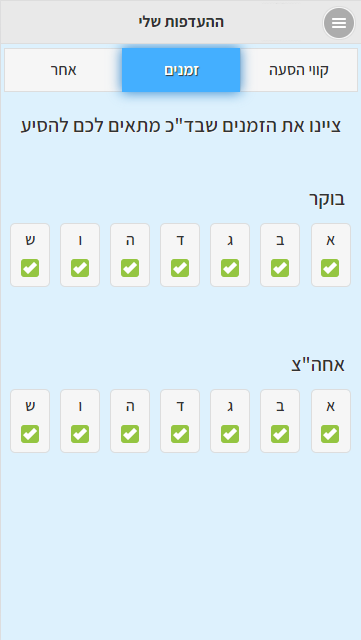 ההעדפות שלי
קווי הסעה
זמנים
אחר
ציינו את הזמנים שבד"כ מתאים לכם להסיע
בוקר
א ב ג ד ה ו ש
אחה"צ
א ב ג ד ה ו ש